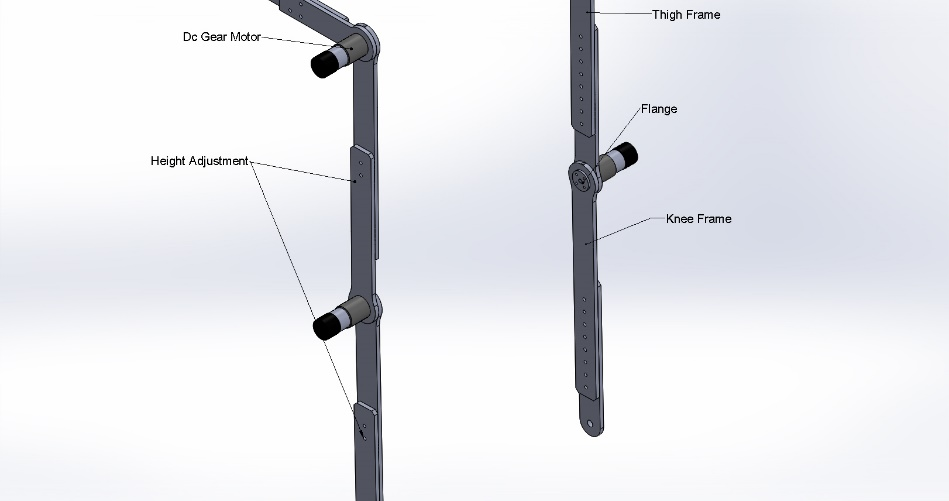 Thigh Frame
Dc Gear Motor
Flange
Height Adjustment
Knee Frame